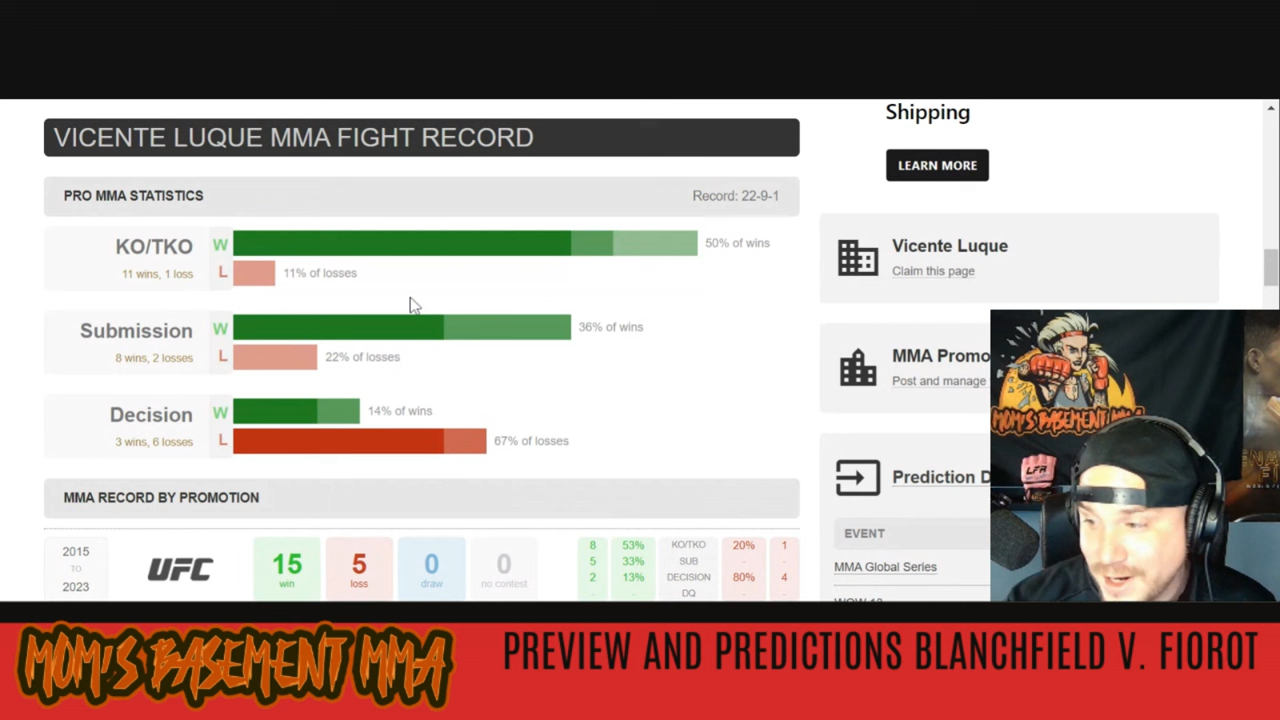 Shipping
LEARN MORE
VICENTE LUQUE MMA FIGHT RECORD
PRO MMA STATISTICS
Record: 22-9-1
KO/TKO
11 wins, 1 loss
W
50% of wins
L
11% of losses
Submission
8 wins, 2 losses
W
36% of wins
L
22% of losses
Decision
3 wins, 6 losses
W
14% of wins
L
67% of losses
MMA RECORD BY PROMOTION
2015
TO
2023
UFC
15
win
5
loss
0
draw
0
no contest
8 53% KO/TKO 20% 1
5 33% SUB - -
2 13% DECISION 80% 4
- - DQ - -
Vicente Luque
Claim this page
MMA Promo
Post and manage
Prediction D
EVENT
MMA Global Series
MOM'S BASEMENT MMA
LFA
MOM'S BASEMENT MMA
PREVIEW AND PREDICTIONS BLANCHFIELD V. FIOROT